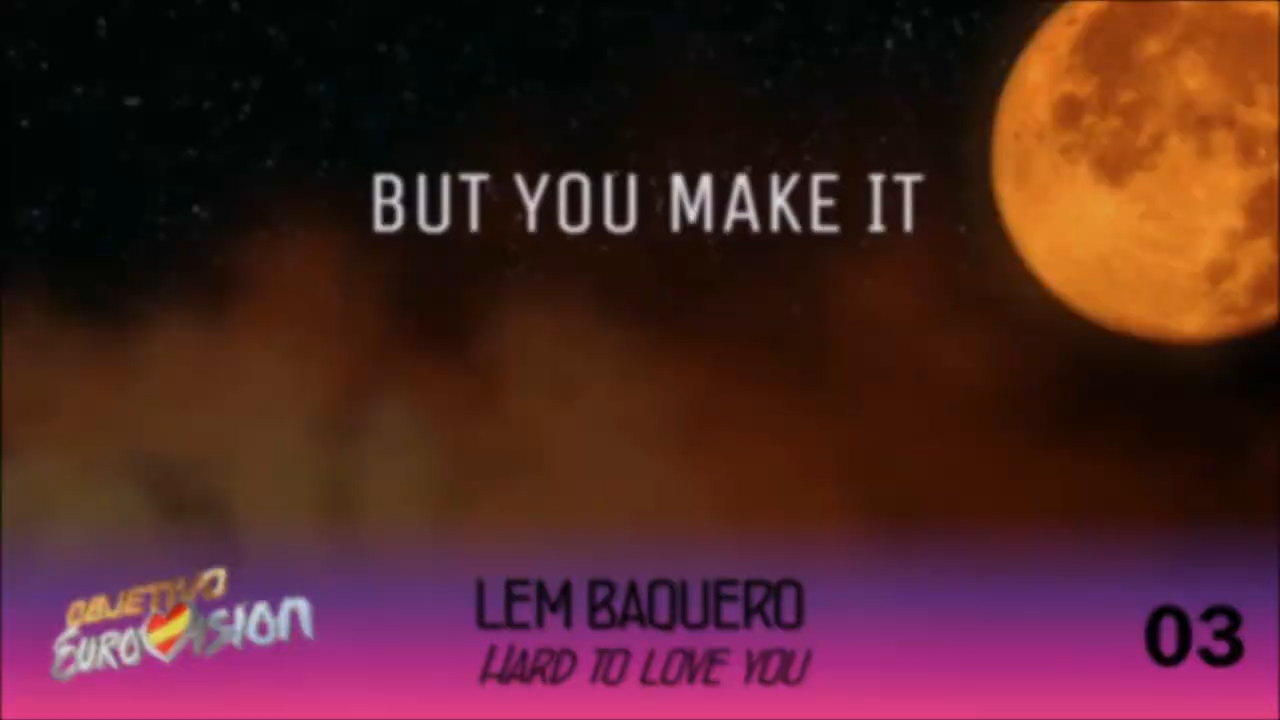 BUT YOU MAKE IT
OBJETIVO
EUROVISION
LEM BAQUERO
HARD TO LOVE YOU
03